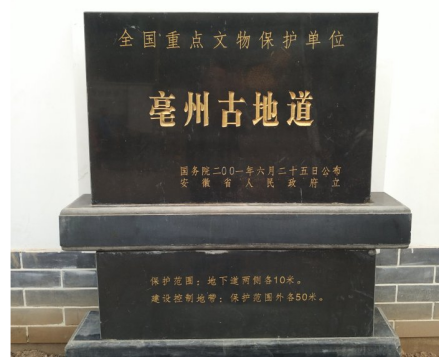 全国重点文物保护单位
亳州古地道
国务院二00一年六月二十五日公布
安徽省人民政府立
保护范围：地下道两侧各10米。
建设控制地带：保护范围外各50米。